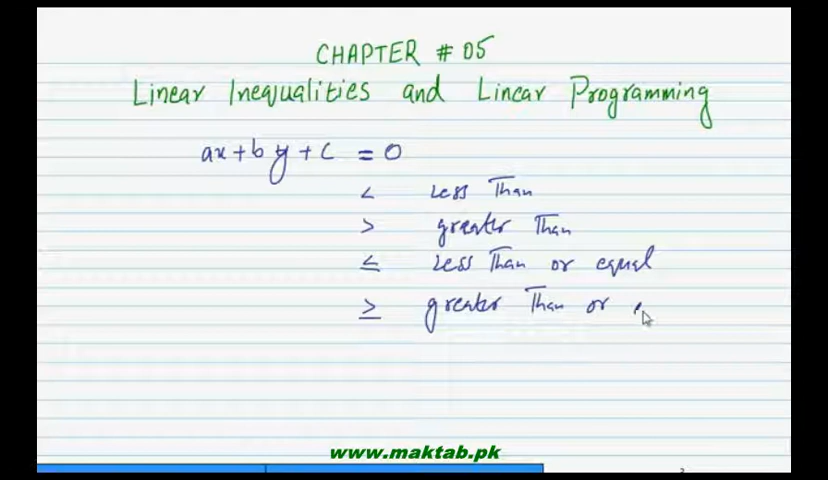 CHAPTER # 05
Linear Inequalities and Linear Programming
ax + by + c = 0
< Less Than
> greater Than
≤ Less Than or equal
≥ greater Than or
www.maktab.pk